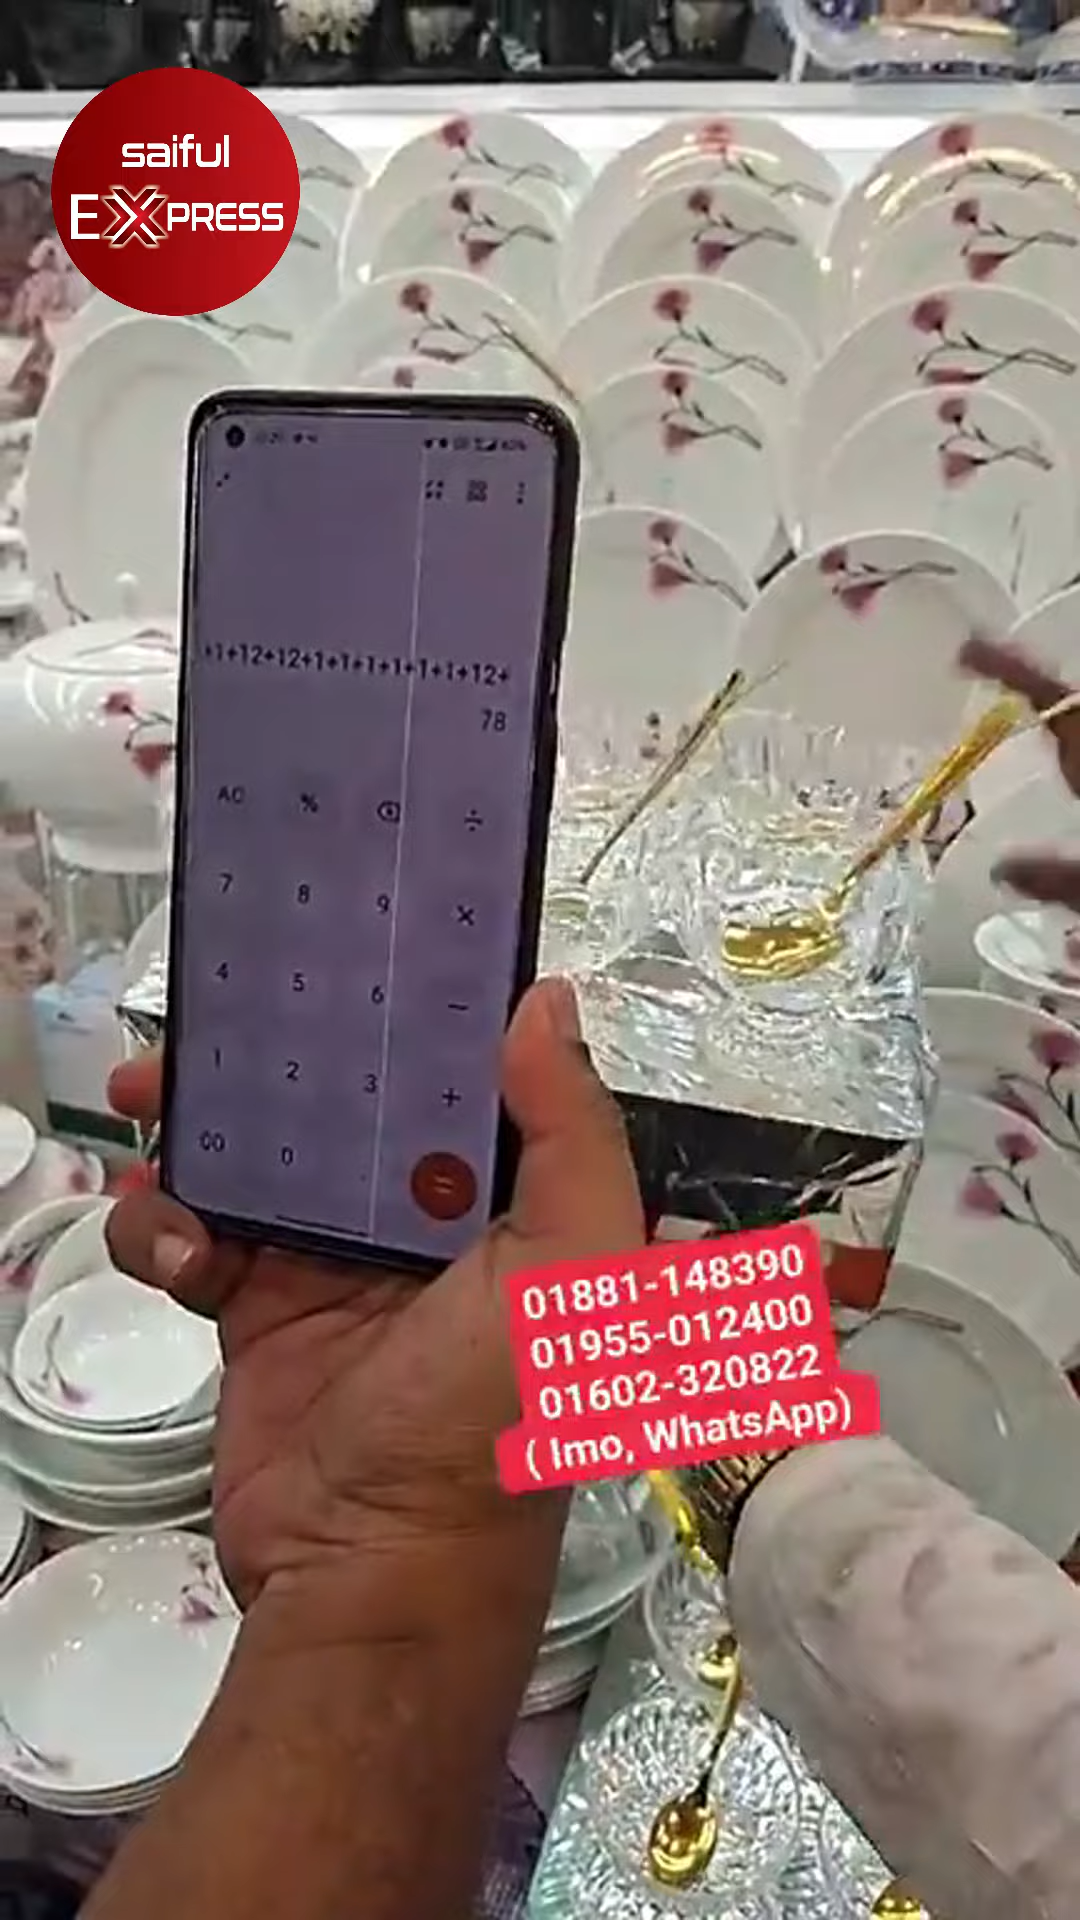 saiful
EXPRESS
+1+12+12+1+1+1+1+1+1+12+
78
AC % ÷
7 8 9 ×
4 5 6 −
1 2 3 +
00 0 . =
01881-148390
01955-012400
01602-320822
( Imo, WhatsApp)